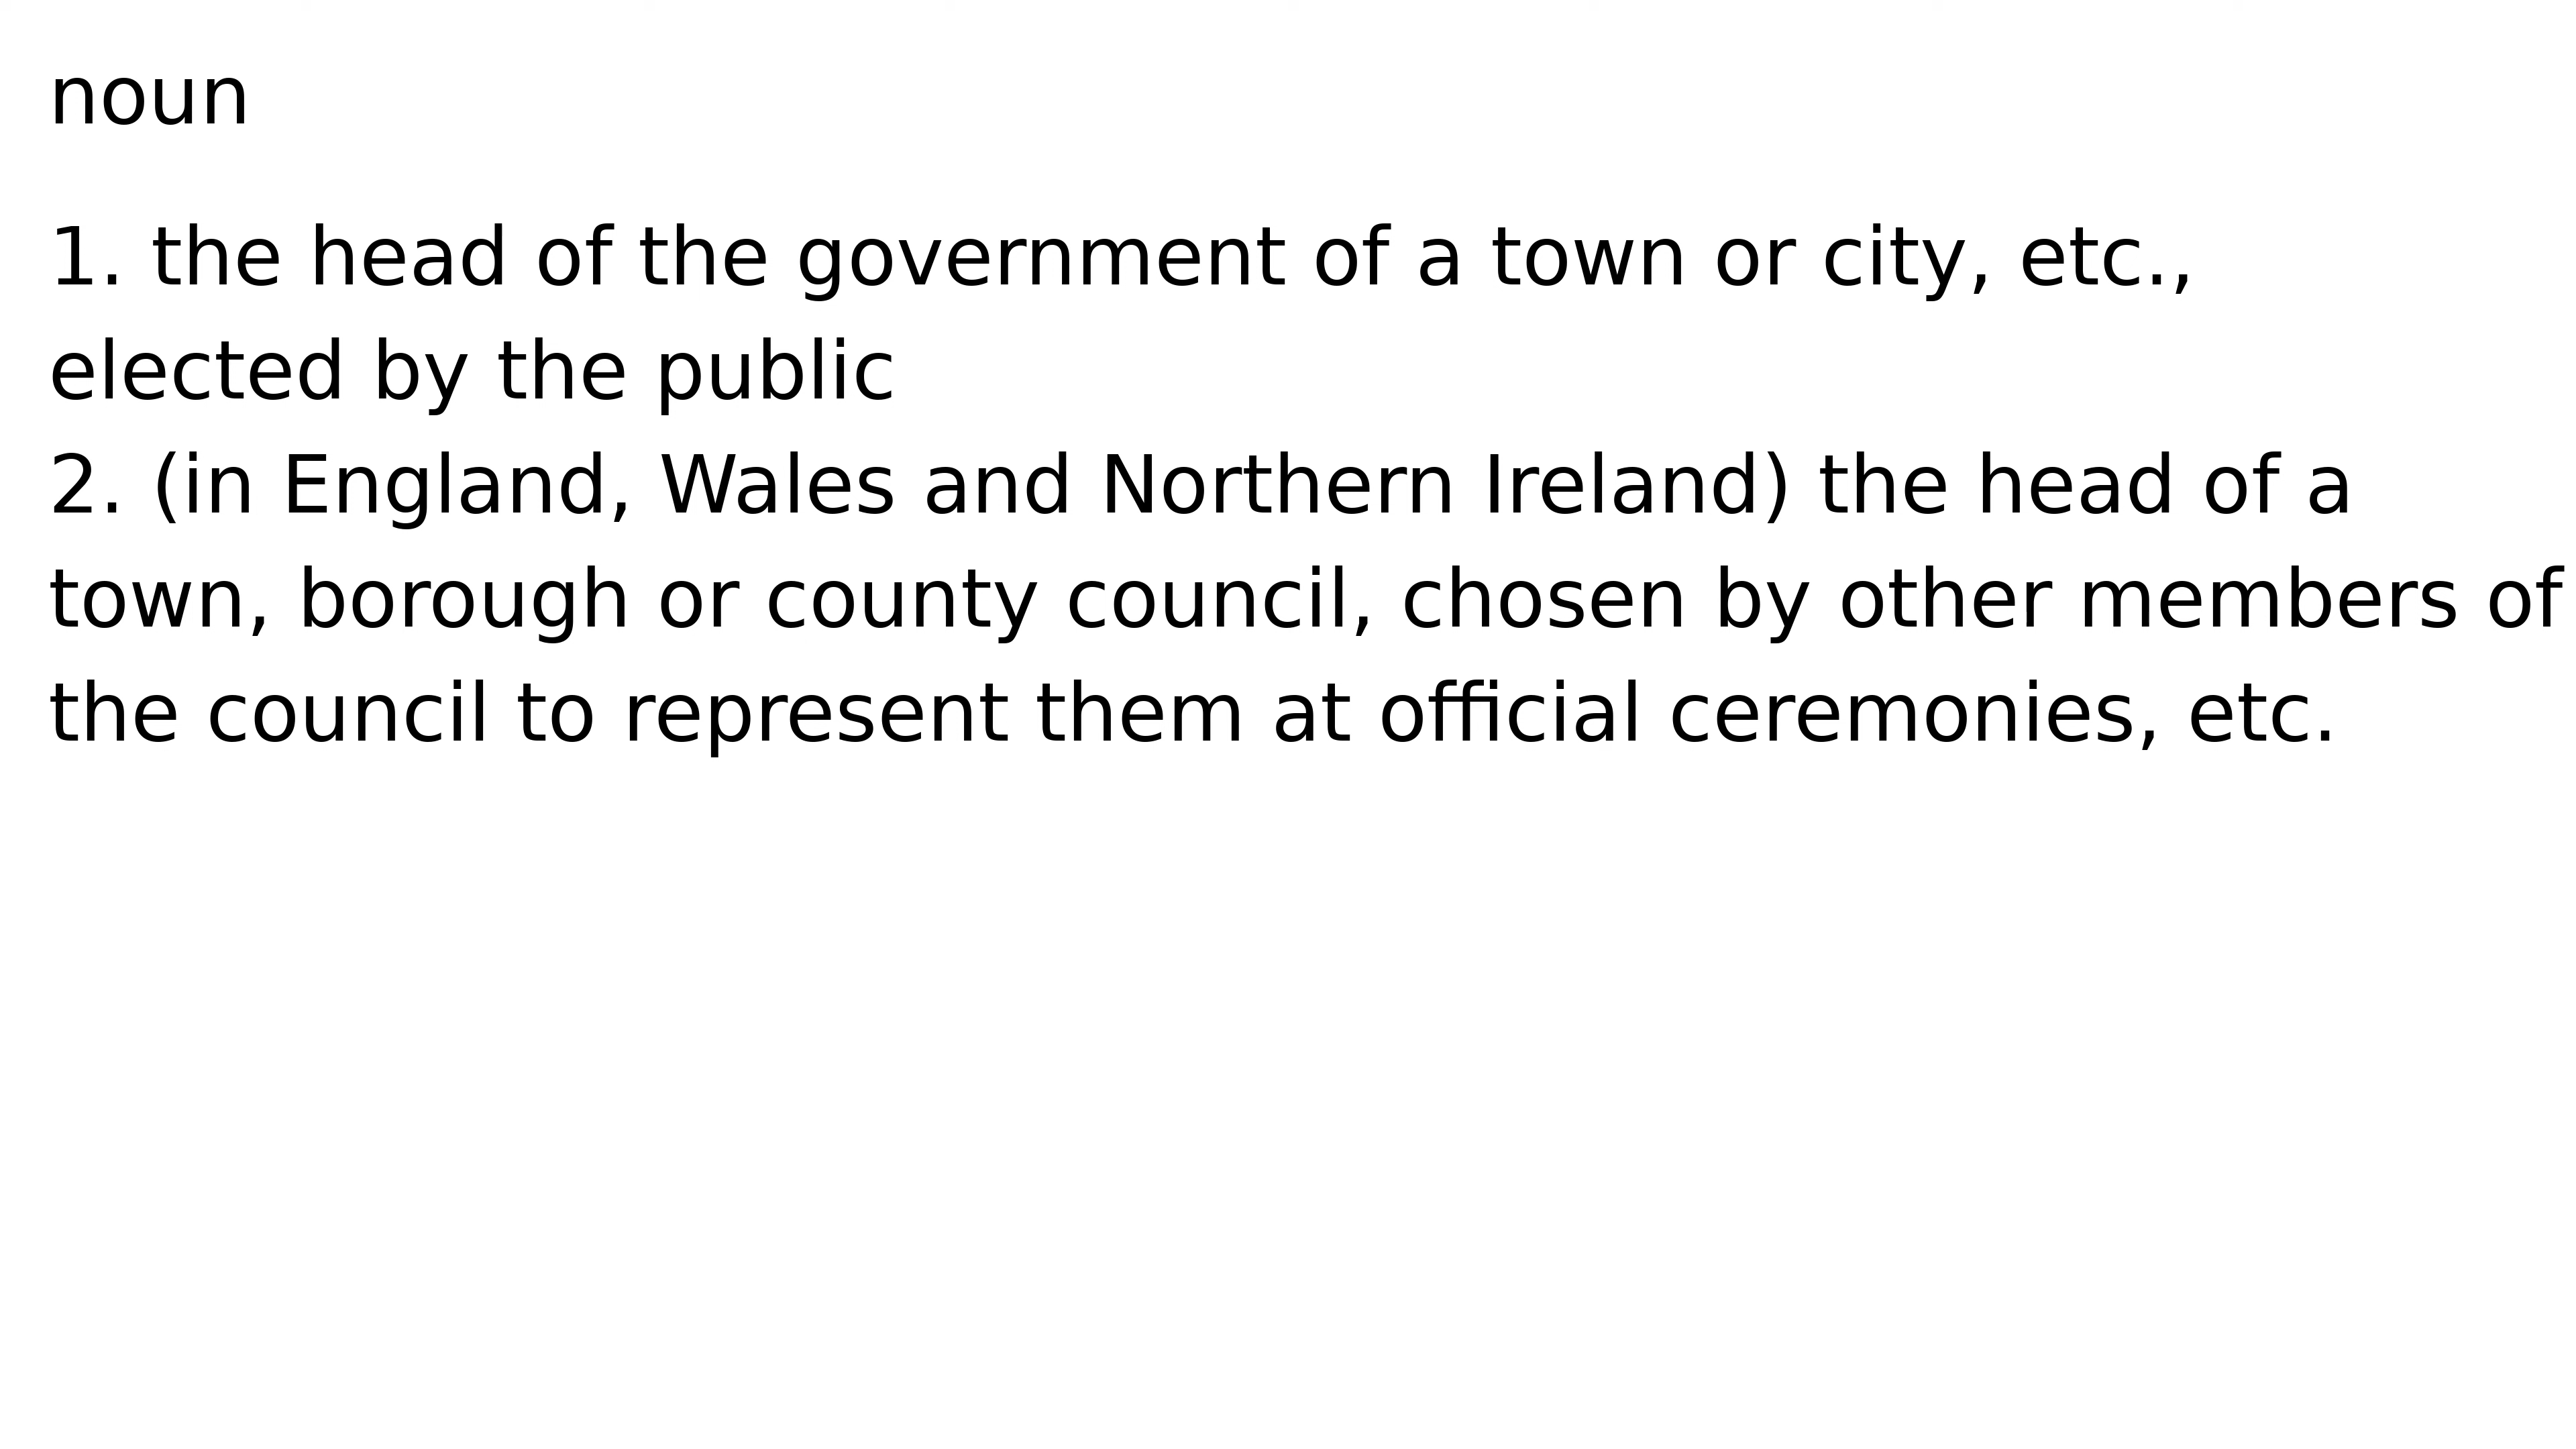 noun
1. the head of the government of a town or city, etc.,
elected by the public
2. (in England, Wales and Northern Ireland) the head of a
town, borough or county council, chosen by other members of
the council to represent them at official ceremonies, etc.